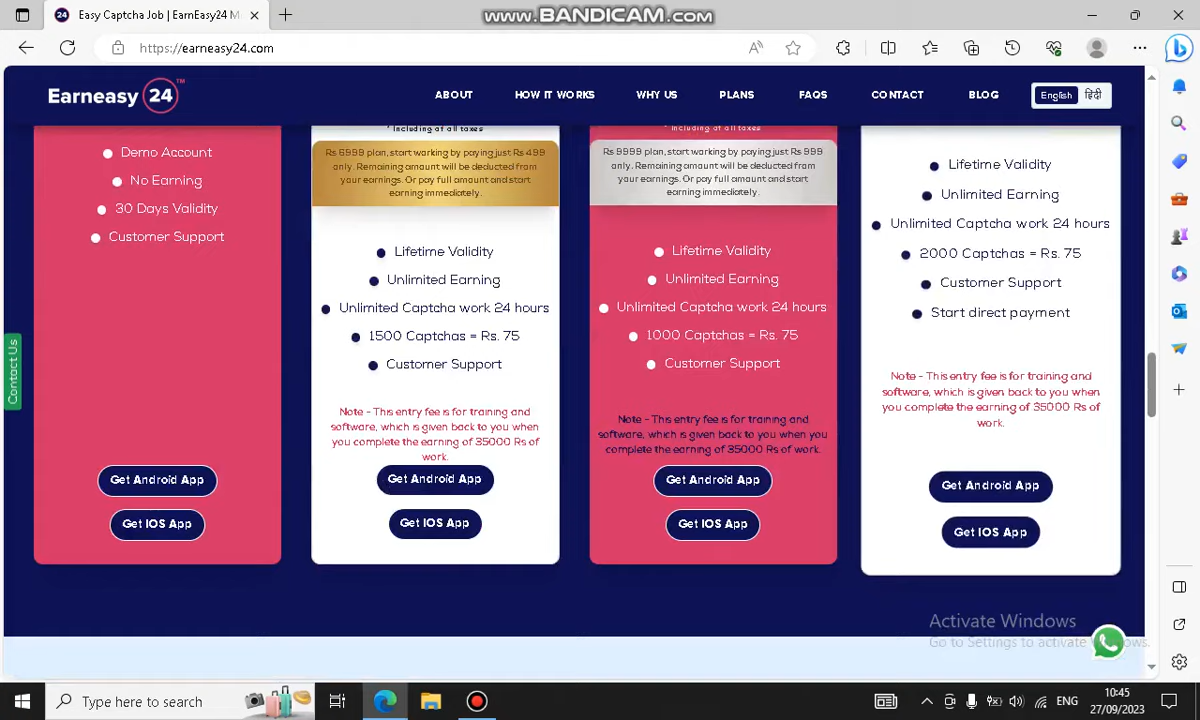 24 Easy Captcha Job | EarnEasy24 M
www.BANDICAM.com
https://earneasy24.com
Earneasy 24™
ABOUT
HOW IT WORKS
WHY US
PLANS
FAQS
CONTACT
BLOG
English
हिंदी
Demo Account
No Earning
30 Days Validity
Customer Support
Get Android App
Get IOS App
* Including of all taxes
Rs 6999 plan, start warking by paying just Rs 499
only. Remaining amount will be deducted from
your earnings. Or pay full amount and start
earning immediately.
Lifetime Validity
Unlimited Earning
Unlimited Captcha work 24 hours
1500 Captchas = Rs. 75
Customer Support
Note - This entry fee is for training and
software, which is given back to you when
you complete the earning of 35000 Rs of
work.
Get Android App
Get IOS App
* Including of all taxes
Rs 9999 plan, start warking by paying just Rs 999
only. Remaining amount will be deducted from
your earnings. Or pay full amount and start
earning immediately.
Lifetime Validity
Unlimited Earning
Unlimited Captcha work 24 hours
1000 Captchas = Rs. 75
Customer Support
Note - This entry fee is for training and
software, which is given back to you when
you complete the earning of 35000 Rs of work.
Get Android App
Get IOS App
Lifetime Validity
Unlimited Earning
Unlimited Captcha work 24 hours
2000 Captchas = Rs. 75
Customer Support
Start direct payment
Note - This entry fee is for training and
software, which is given back to you when
you complete the earning of 35000 Rs of
work.
Get Android App
Get IOS App
Contact Us
Activate Windows
Go to Settings to activate Windows.
Type here to search
ENG
10:45
27/09/2023